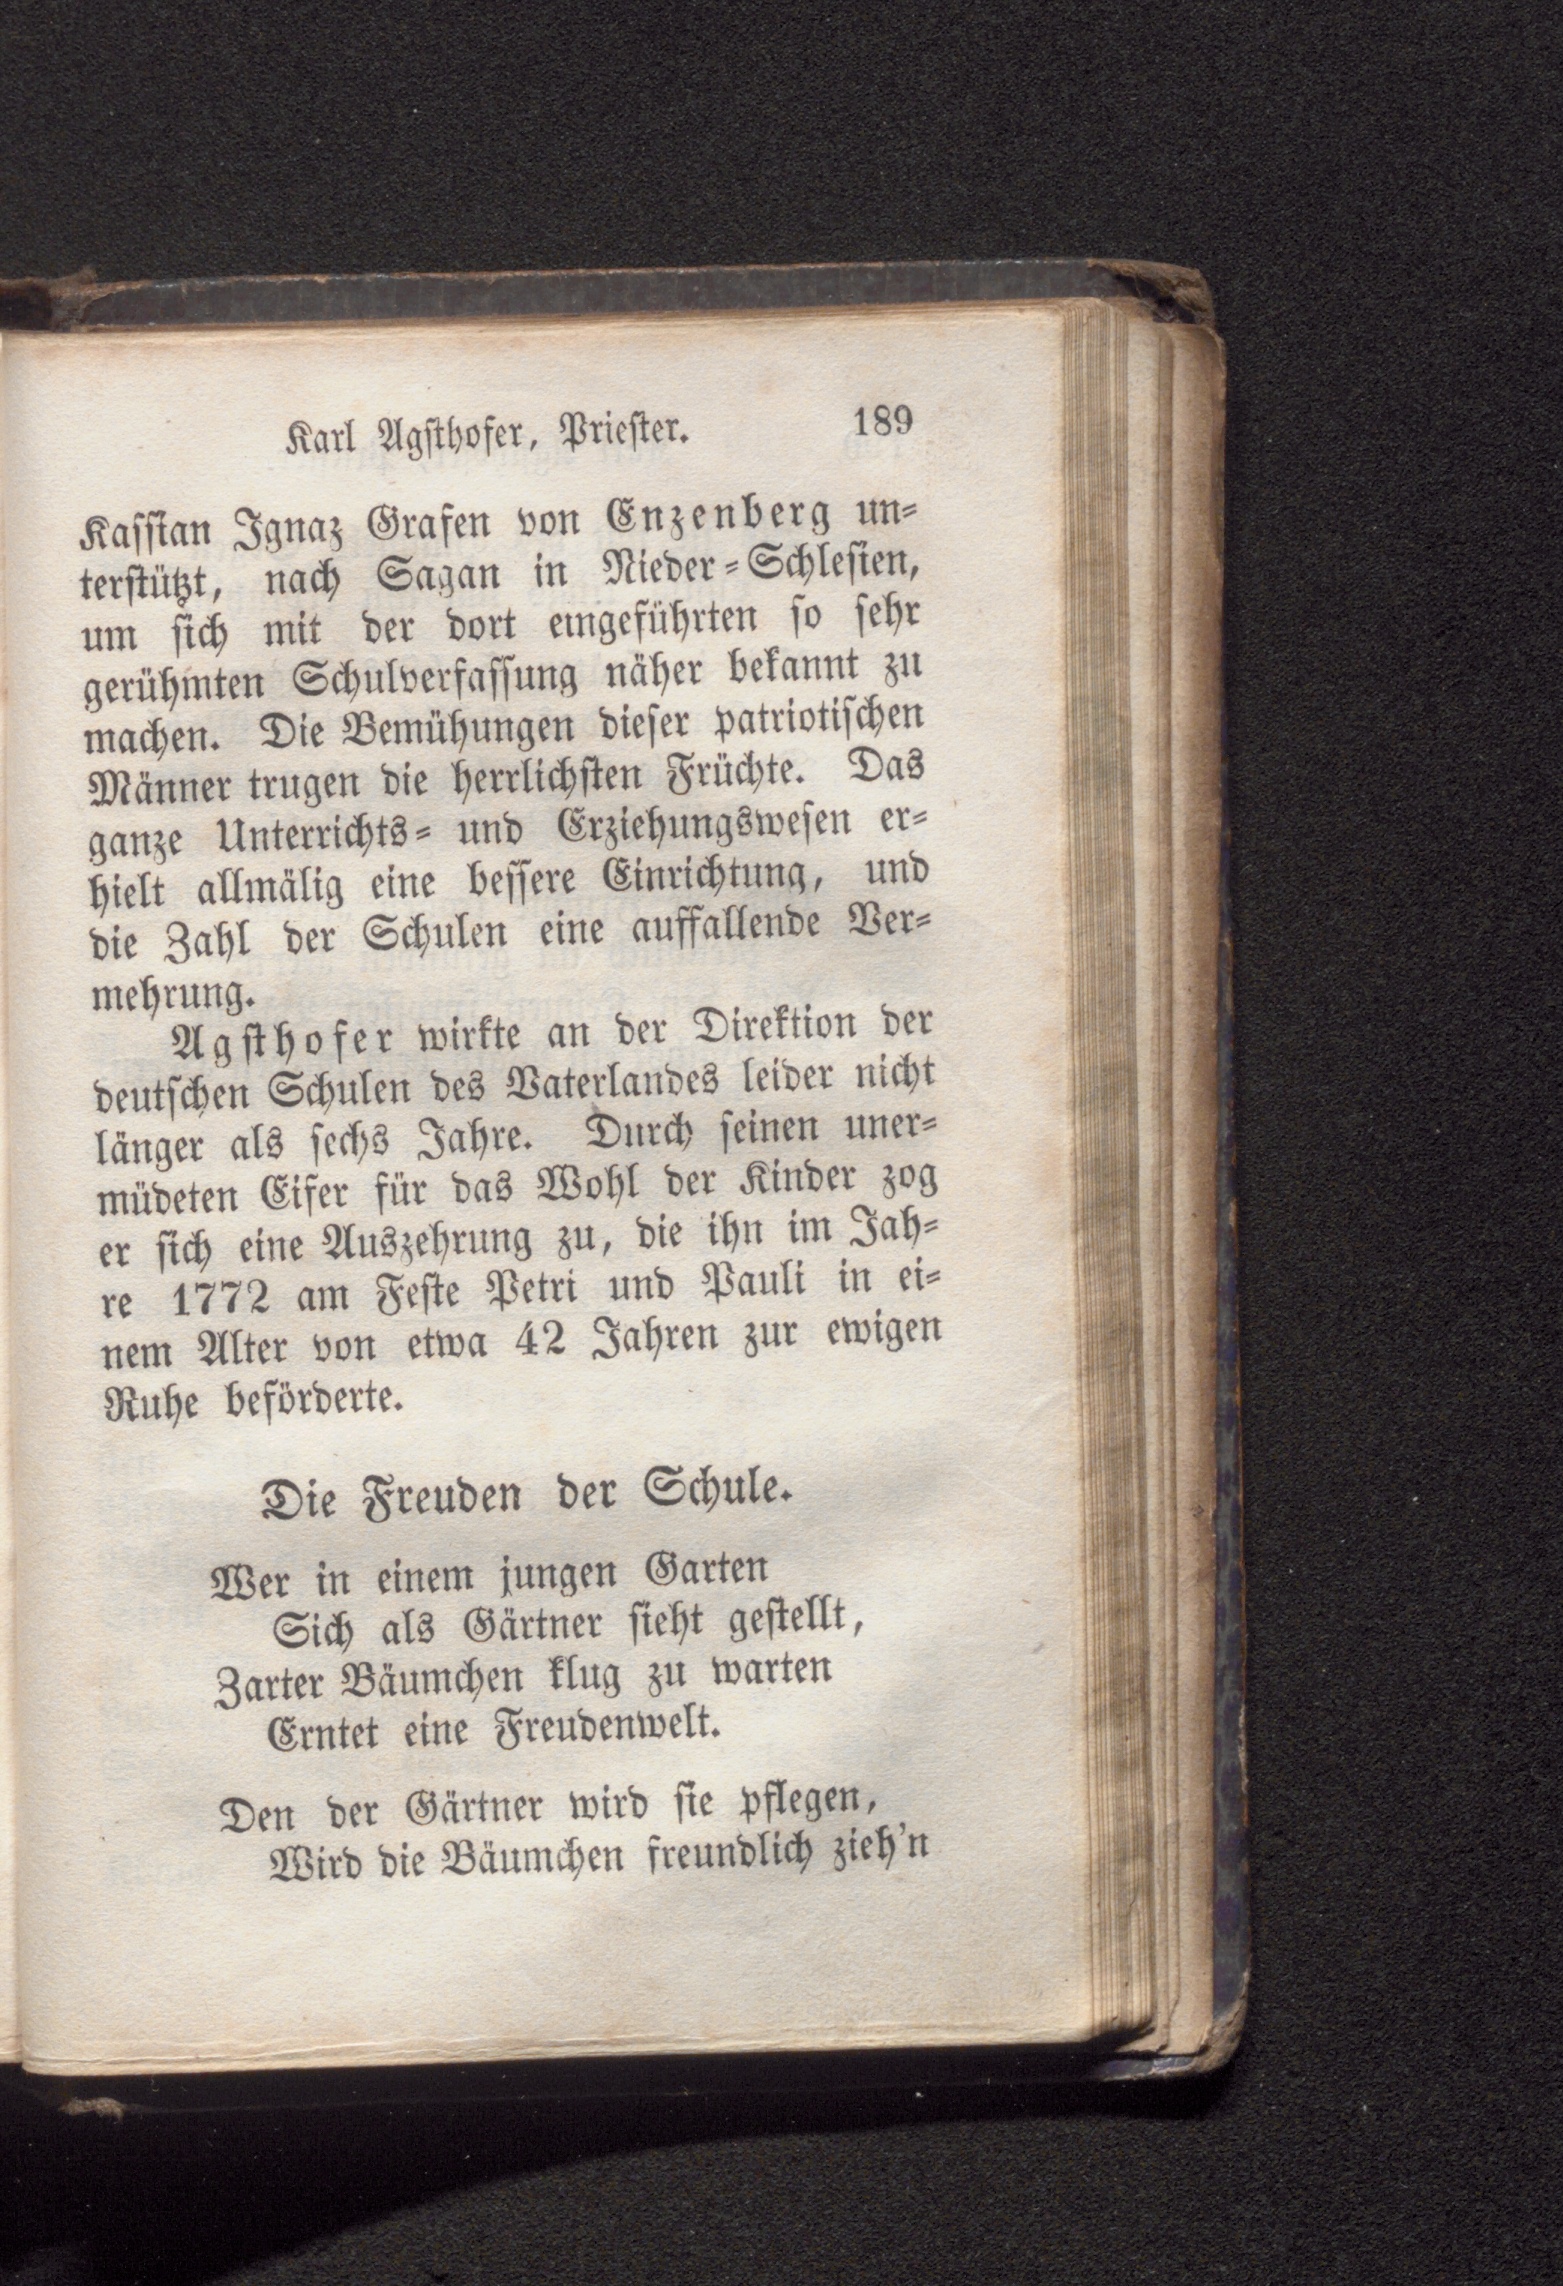 Karl Agsthofer, Priester. 189
Kassian Ignaz Grafen von Enzenberg un-
terstützt, nach Sagan in Nieder-Schlesien,
um sich mit der dort eingeführten so sehr
gerühmten Schulverfassung näher bekannt zu
machen. Die Bemühungen dieser patriotischen
Männer trugen die herrlichsten Früchte. Das
ganze Unterrichts- und Erziehungswesen er-
hielt allmälig eine bessere Einrichtung, und
die Zahl der Schulen eine auffallende Ver-
mehrung.
Agsthofer wirkte an der Direktion der
deutschen Schulen des Vaterlandes leider nicht
länger als sechs Jahre. Durch seinen uner-
müdeten Eifer für das Wohl der Kinder zog
er sich eine Auszehrung zu, die ihn im Jah-
re 1772 am Feste Petri und Pauli in ei-
nem Alter von etwa 42 Jahren zur ewigen
Ruhe beförderte.
Die Freuden der Schule.
Wer in einem jungen Garten
Sich als Gärtner sieht gestellt,
Zarter Bäumchen klug zu warten
Erntet eine Freudenwelt.
Den der Gärtner wird sie pflegen,
Wird die Bäumchen freundlich zieh'n